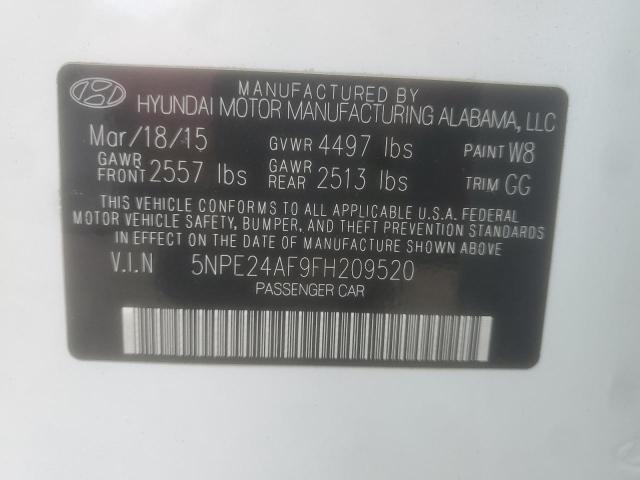 MANUFACTURED BY
HYUNDAI MOTOR MANUFACTURING ALABAMA, LLC
Mar/18/15 GVWR 4497 lbs PAINT W8
GAWR FRONT 2557 lbs GAWR REAR 2513 lbs TRIM GG
THIS VEHICLE CONFORMS TO ALL APPLICABLE U.S.A. FEDERAL
MOTOR VEHICLE SAFETY, BUMPER, AND THEFT PREVENTION STANDARDS
IN EFFECT ON THE DATE OF MANUFACTURE SHOWN ABOVE
V.I.N 5NPE24AF9FH209520
PASSENGER CAR